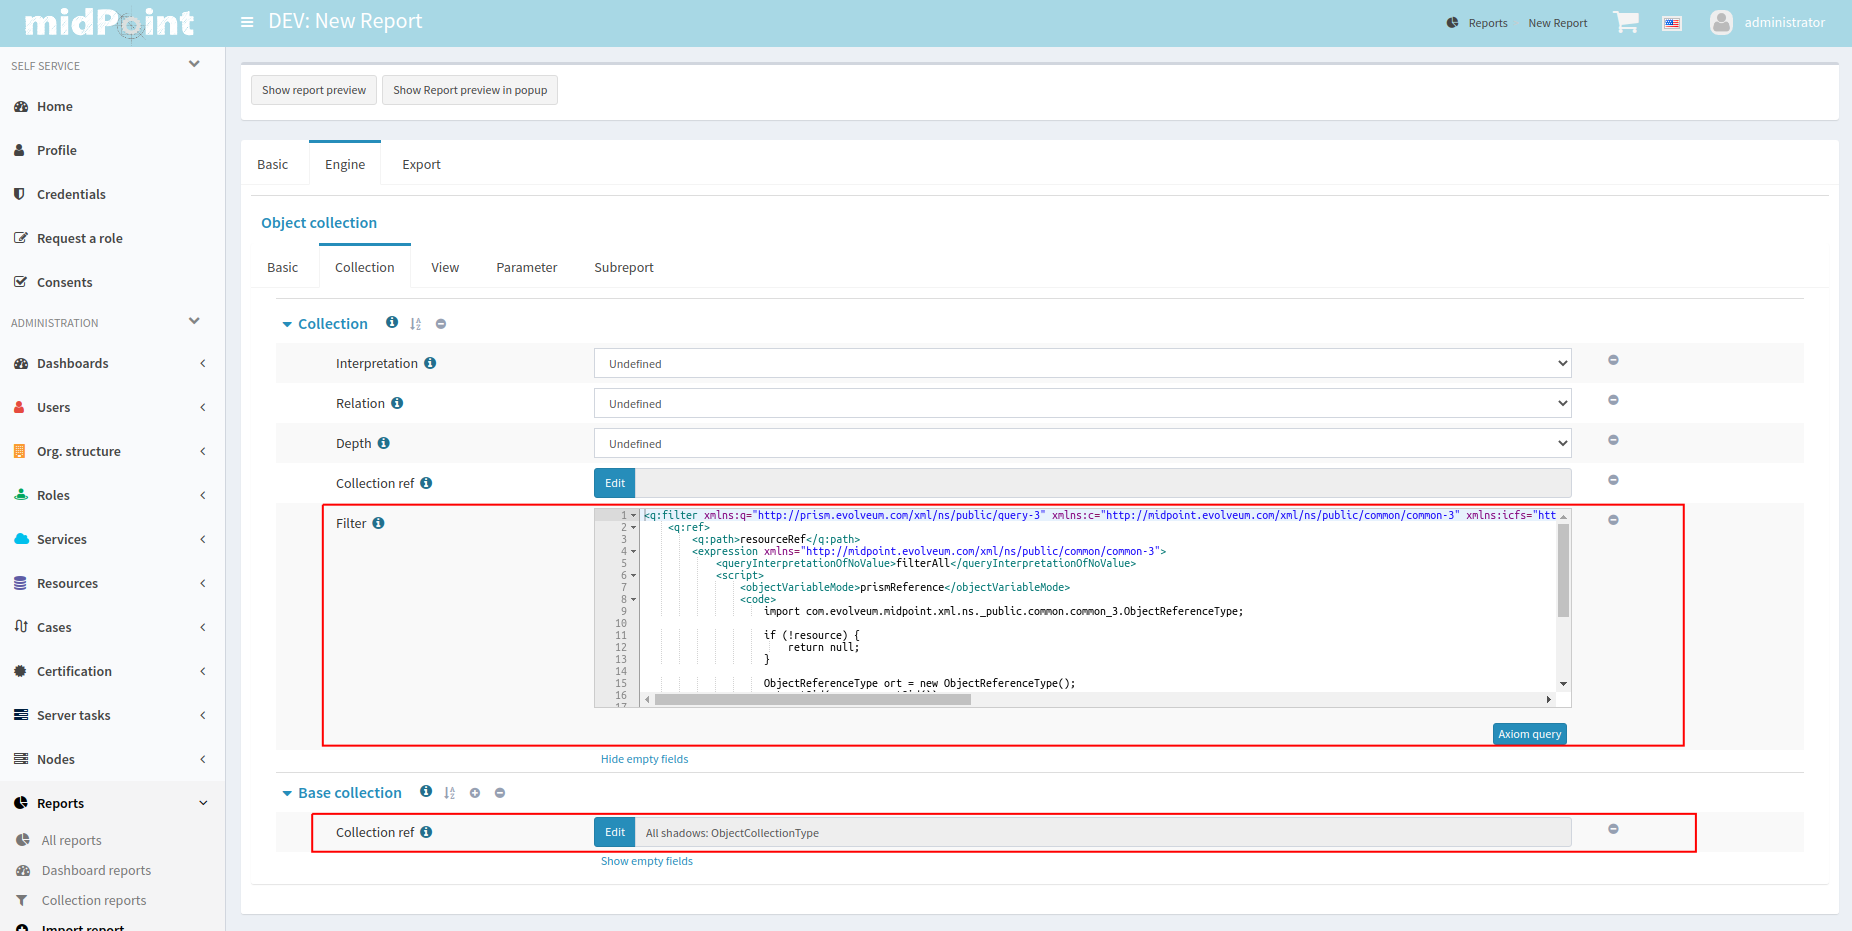 midPoint
DEV: New Report
Reports
New Report
administrator
SELF SERVICE
Home
Profile
Credentials
Request a role
Consents
ADMINISTRATION
Dashboards
Users
Org. structure
Roles
Services
Resources
Cases
Certification
Server tasks
Nodes
Reports
All reports
Dashboard reports
Collection reports
Import report
Show report preview
Show Report preview in popup
Basic
Engine
Export
Object collection
Basic
Collection
View
Parameter
Subreport
Collection
Interpretation
Undefined
Relation
Undefined
Depth
Undefined
Collection ref
Edit
Filter
1 <q:filter xmlns:q="http://prism.evolveum.com/xml/ns/public/query-3" xmlns:c="http://midpoint.evolveum.com/xml/ns/public/common/common-3" xmlns:icfs="htt
2 <q:ref>
3 <q:path>resourceRef</q:path>
4 <expression xmlns="http://midpoint.evolveum.com/xml/ns/public/common/common-3">
5 <queryInterpretationOfNoValue>filterAll</queryInterpretationOfNoValue>
6 <script>
7 <objectVariableMode>prismReference</objectVariableMode>
8 <code>
9 import com.evolveum.midpoint.xml.ns._public.common.common_3.ObjectReferenceType;
10
11 if (!resource) {
12 return null;
13 }
14
15 ObjectReferenceType ort = new ObjectReferenceType();
16
17
Axiom query
Hide empty fields
Base collection
Collection ref
Edit
All shadows: ObjectCollectionType
Show empty fields